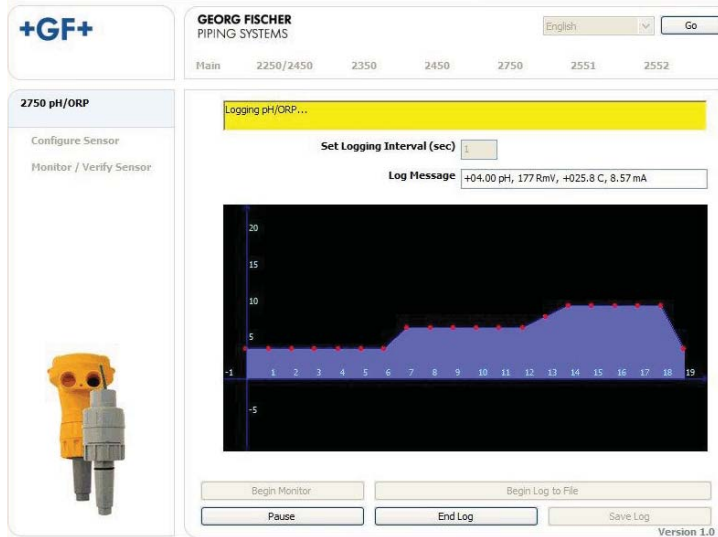 +GF+
GEORG FISCHER
PIPING SYSTEMS
English
Go
Main 2250/2450 2350 2450 2750 2551 2552
2750 pH/ORP
Configure Sensor
Monitor / Verify Sensor
Logging pH/ORP...
Set Logging Interval (sec) 1
Log Message +04.00 pH, 177 RmV, +025.8 C, 8.57 mA
20
15
10
5
-1 1 2 3 4 5 6 7 8 9 10 11 12 13 14 15 16 17 18 19
-5
Begin Monitor Begin Log to File
Pause End Log Save Log
Version 1.0